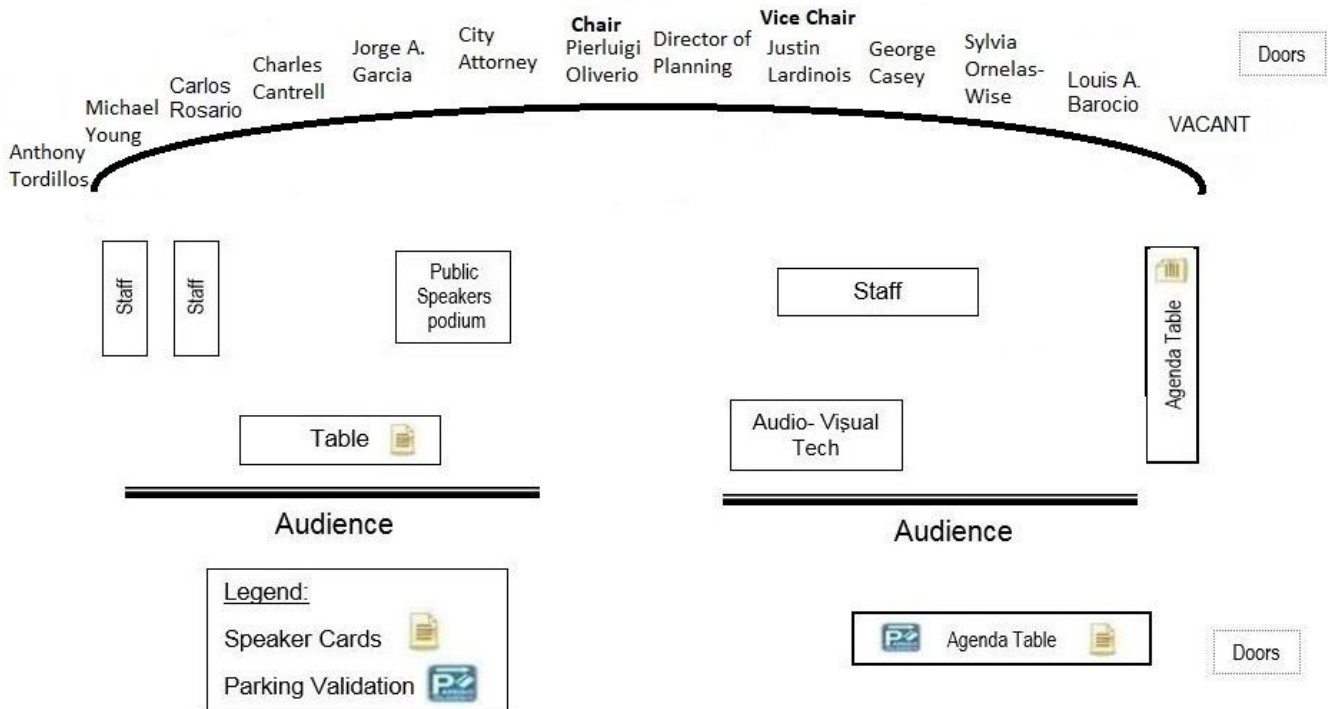 Anthony
Tordillos
Michael
Young
Carlos
Rosario
Charles
Cantrell
Jorge A.
Garcia
City
Attorney
Chair
Pierluigi
Oliverio
Director of
Planning
Vice Chair
Justin
Lardinois
George
Casey
Sylvia
Ornelas-
Wise
Louis A.
Barocio
VACANT
Doors
Staff
Staff
Public
Speakers
podium
Staff
Agenda Table
Table
Audio- Visual
Tech
Audience
Audience
Legend:
Speaker Cards
Parking Validation
P
P
Agenda Table
Doors